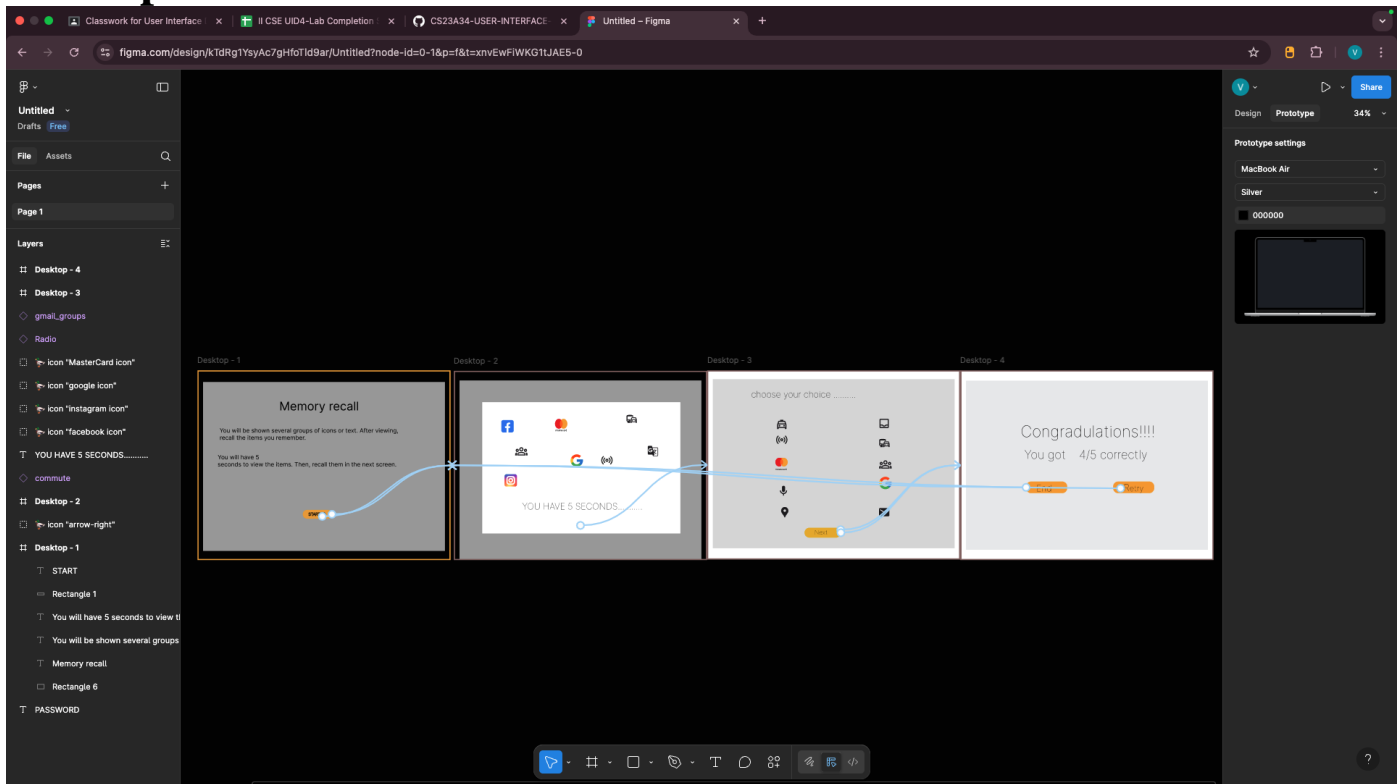 Classwork for User Interface
II CSE UID4-Lab Completion
CS23A34-USER-INTERFACE-
Untitled – Figma
figma.com/design/kTdRg1YsyAc7gHfoTId9ar/Untitled?node-id=0-1&p=f&t=xnvEwFiWKG1tJAE5-0
V
Untitled
Drafts Free
File Assets
Pages
Page 1
Layers
Desktop - 4
Desktop - 3
gmail_groups
Radio
icon "MasterCard icon"
icon "google icon"
icon "instagram icon"
icon "facebook icon"
YOU HAVE 5 SECONDS...........
commute
Desktop - 2
icon "arrow-right"
Desktop - 1
START
Rectangle 1
You will have 5 seconds to view tl
You will be shown several groups
Memory recall
Rectangle 6
PASSWORD
Desktop - 1
Memory recall
You will be shown several groups of icons or text. After viewing,
recall the items you remember.
You will have 5
seconds to view the items. Then, recall them in the next screen.
Desktop - 2
YOU HAVE 5 SECONDS...........
Desktop - 3
choose your choice ..........
Desktop - 4
Congradulations!!!!
You got 4/5 correctly
End
Retry
V
Share
Design Prototype 34%
Prototype settings
MacBook Air
Silver
000000
?